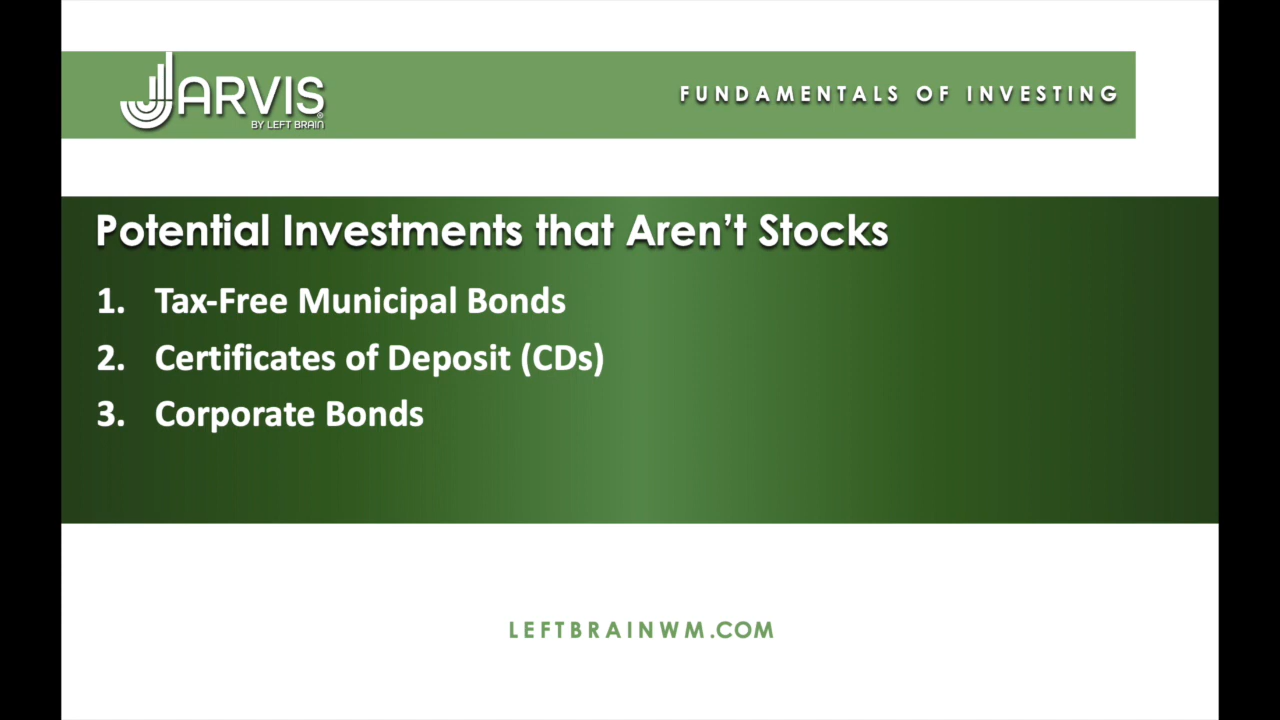 JARVIS®
BY LEFT BRAIN
FUNDAMENTALS OF INVESTING
Potential Investments that Aren’t Stocks
1. Tax-Free Municipal Bonds
2. Certificates of Deposit (CDs)
3. Corporate Bonds
LEFTBRAINWM.COM